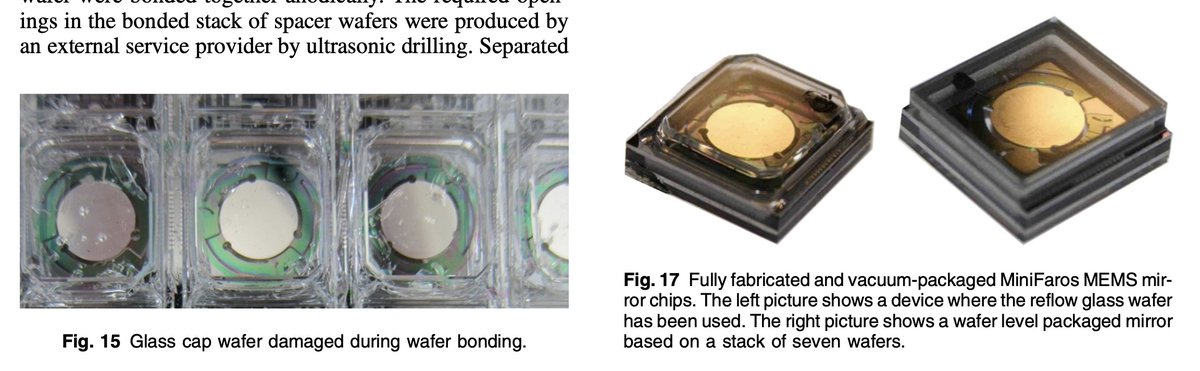 ings in the bonded stack of spacer wafers were produced by
an external service provider by ultrasonic drilling. Separated
Fig. 15 Glass cap wafer damaged during wafer bonding.
Fig. 17 Fully fabricated and vacuum-packaged MiniFaros MEMS mir-
ror chips. The left picture shows a device where the reflow glass wafer
has been used. The right picture shows a wafer level packaged mirror
based on a stack of seven wafers.